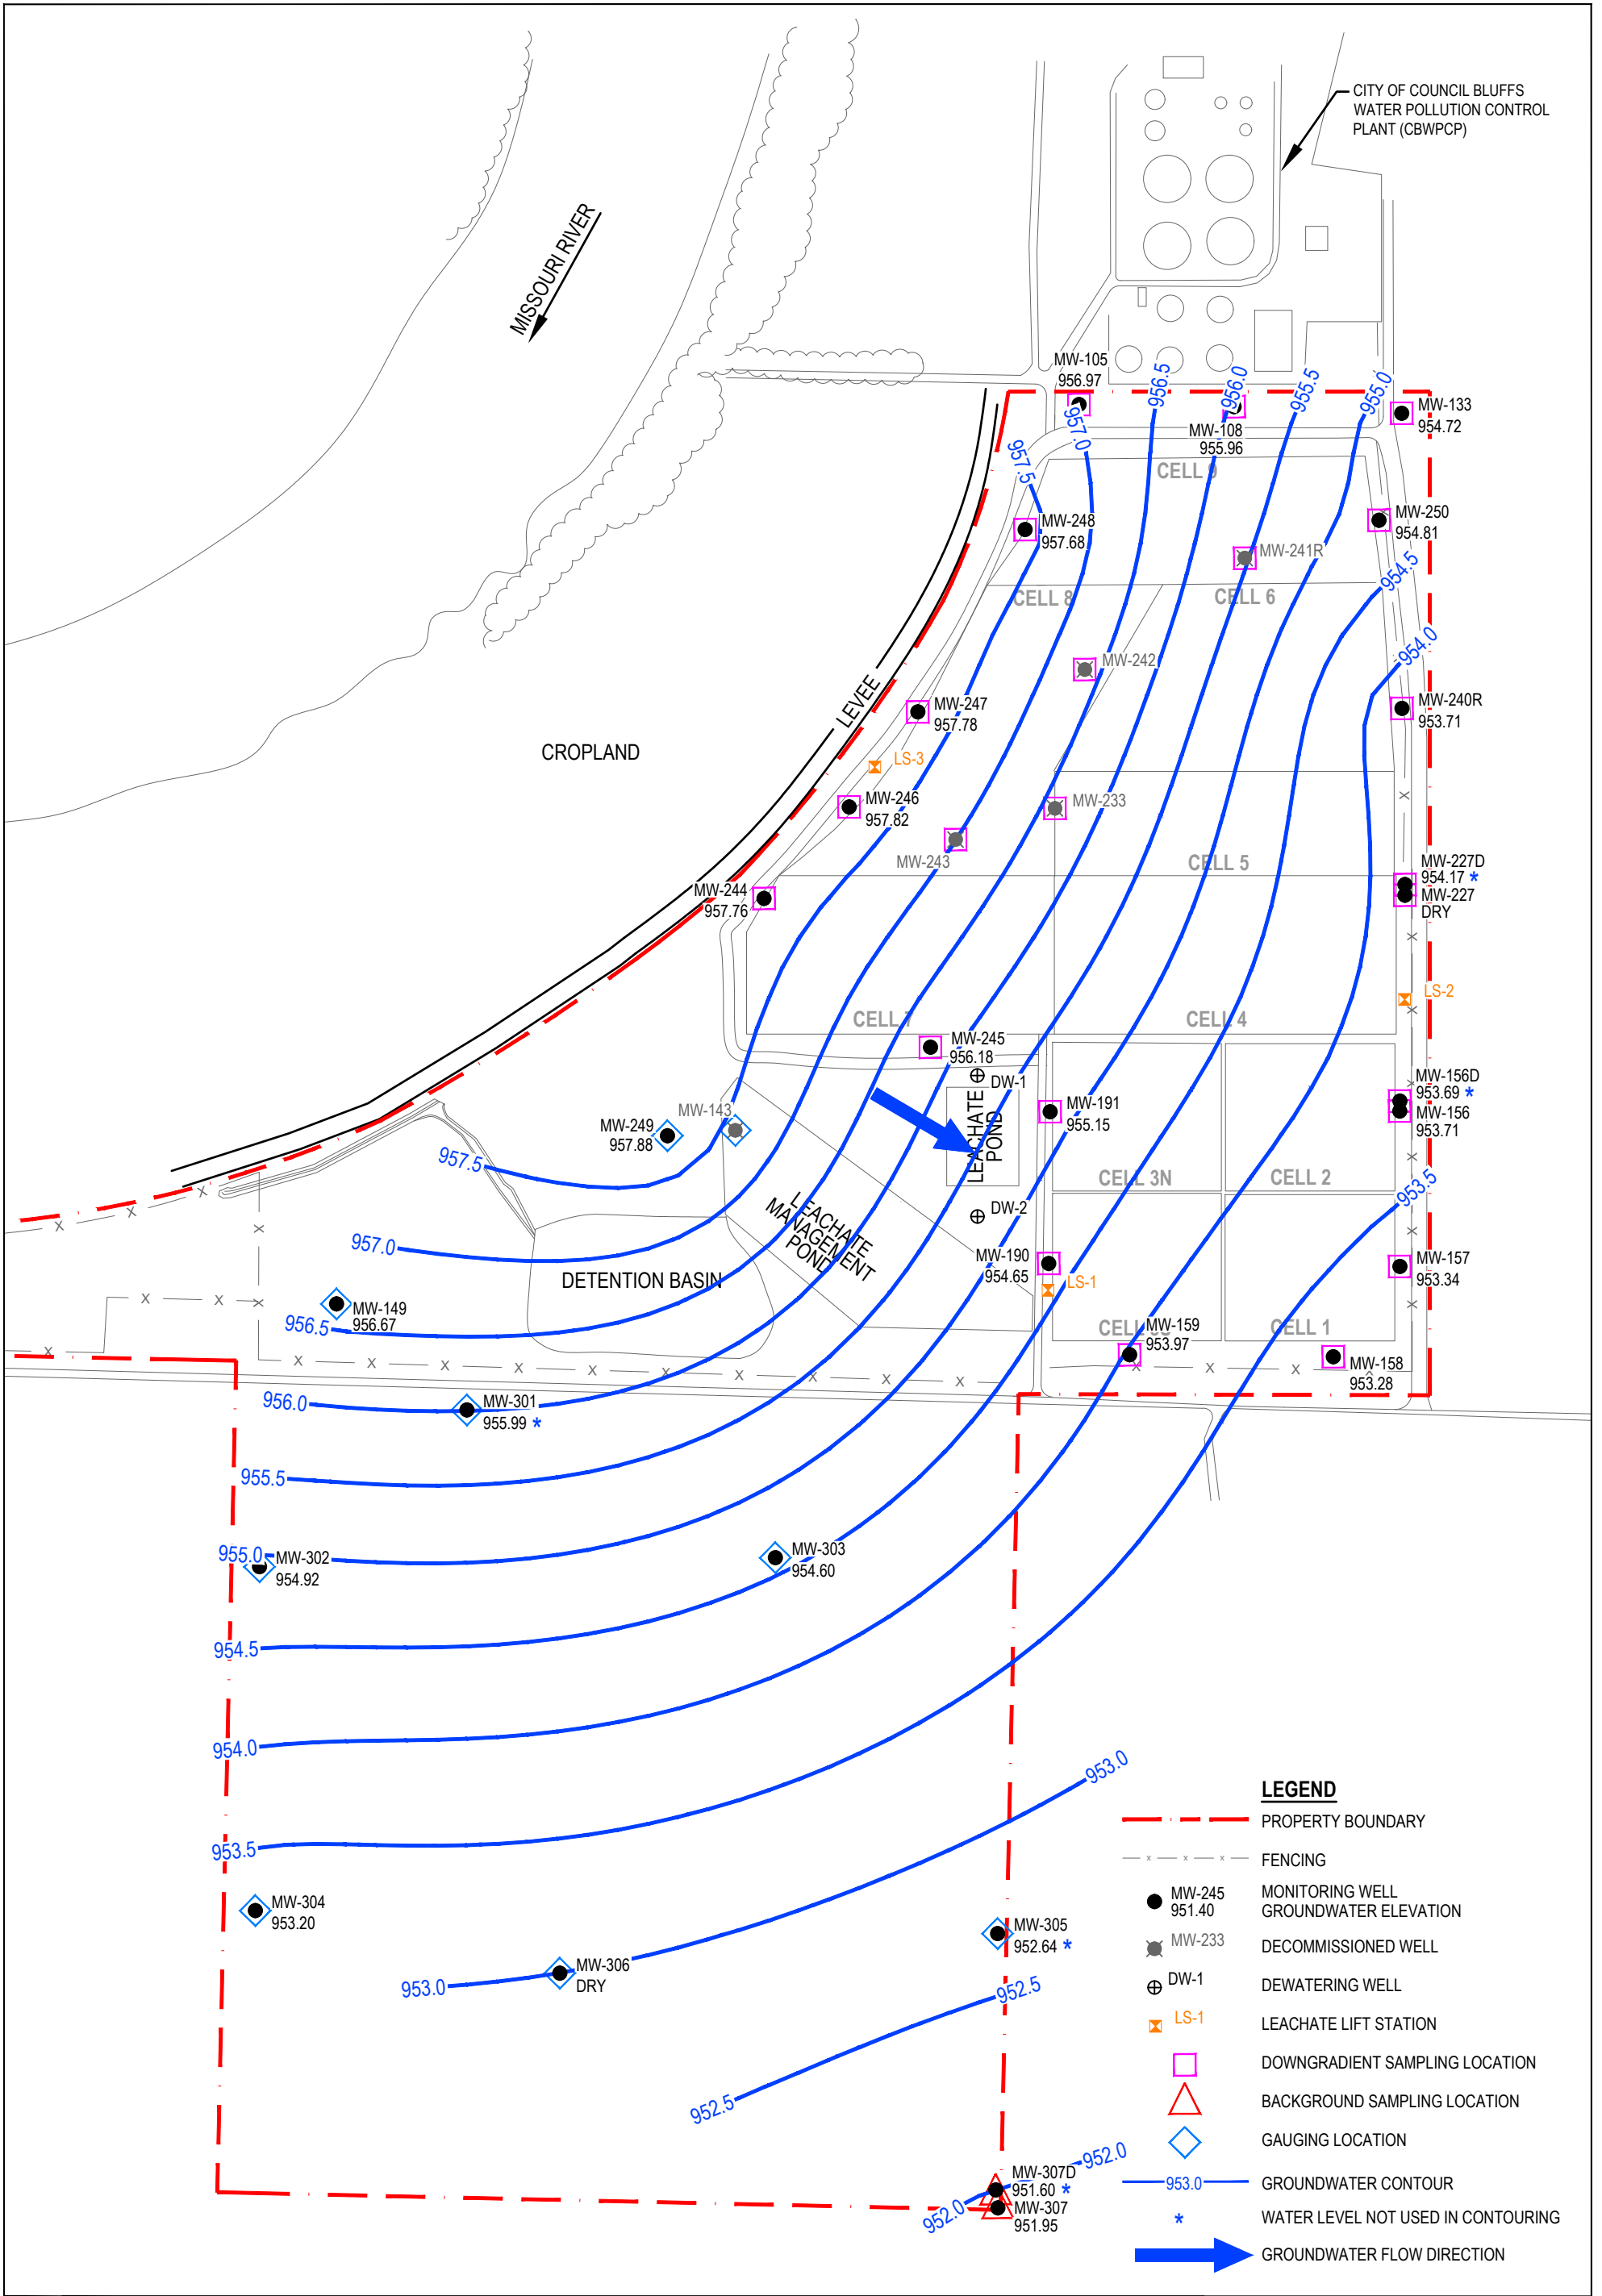 CITY OF COUNCIL BLUFFS
WATER POLLUTION CONTROL
PLANT (CBWPCP)
MISSOURI RIVER
MW-105
956.97
957.0
956.5
956.0
955.5
955.0
MW-133
954.72
MW-108
955.96
CELL 9
957.5
MW-248
957.68
MW-250
954.81
MW-241R
954.5
CELL 8
CELL 6
954.0
MW-242
LEVEE
MW-247
957.78
MW-240R
953.71
CROPLAND
LS-3
MW-246
957.82
MW-233
MW-243
CELL 5
MW-227D
954.17 *
MW-227
DRY
MW-244
957.76
LS-2
CELL 7
CELL 4
MW-245
956.18
DW-1
MW-156D
953.69 *
MW-156
953.71
MW-191
955.15
LEACHATE
POND
MW-143
MW-249
957.88
957.5
CELL 3N
CELL 2
953.5
LEACHATE
MANAGEMENT
POND
DW-2
957.0
MW-190
954.65
LS-1
MW-157
953.34
DETENTION BASIN
MW-149
956.67
956.5
MW-159
953.97
CELL 1
MW-158
953.28
956.0
MW-301
955.99 *
955.5
955.0
MW-302
954.92
MW-303
954.60
954.5
954.0
953.5
953.0
MW-304
953.20
MW-305
952.64 *
MW-306
DRY
953.0
952.5
952.5
952.0
MW-307D
951.60 *
MW-307
951.95
952.0
LEGEND
PROPERTY BOUNDARY
x x x
FENCING
MW-245
951.40
MONITORING WELL
GROUNDWATER ELEVATION
MW-233
DECOMMISSIONED WELL
DW-1
DEWATERING WELL
LS-1
LEACHATE LIFT STATION
DOWNGRADIENT SAMPLING LOCATION
BACKGROUND SAMPLING LOCATION
GAUGING LOCATION
953.0
GROUNDWATER CONTOUR
*
WATER LEVEL NOT USED IN CONTOURING
GROUNDWATER FLOW DIRECTION